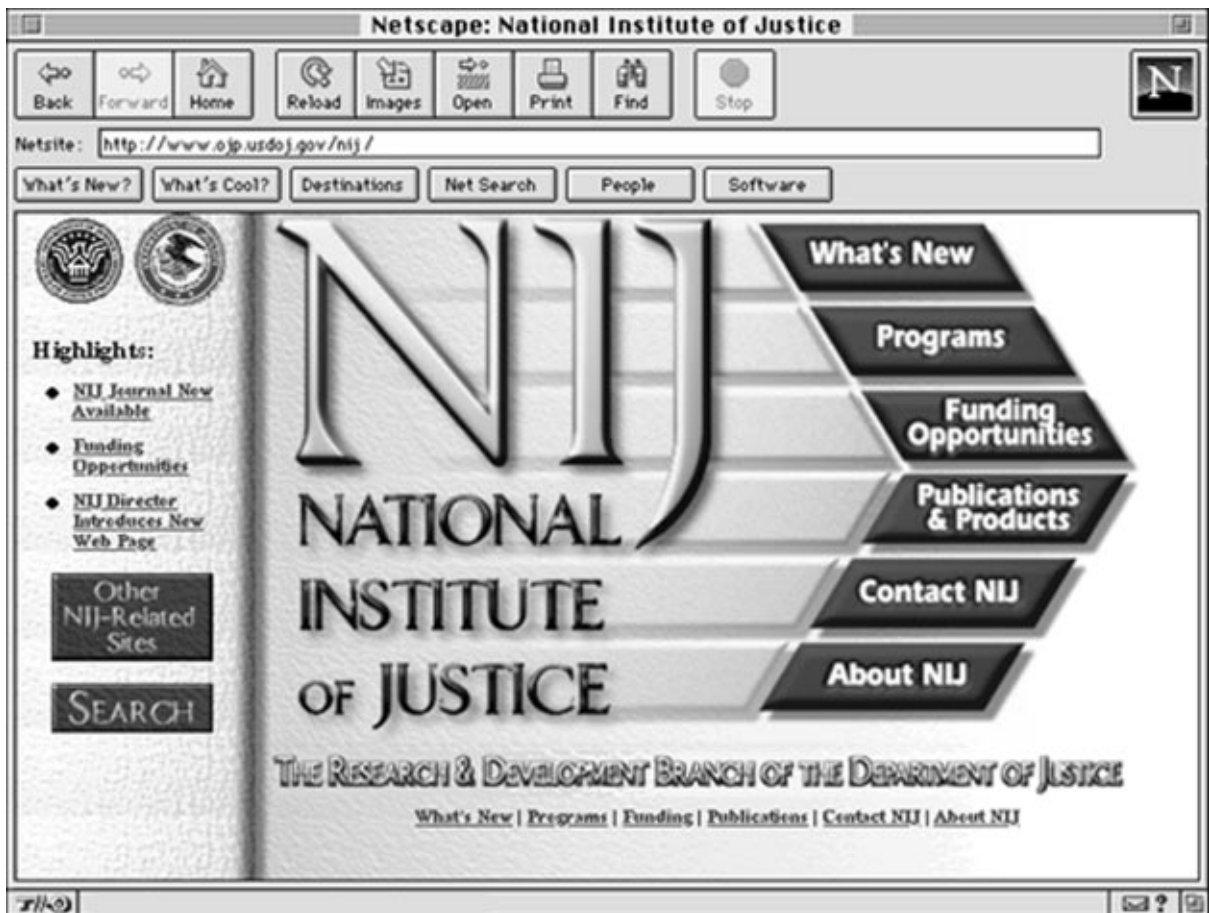 Netscape: National Institute of Justice
Back Forward Home Reload Images Open Print Find Stop
N
Netsite: http://www.ojp.usdoj.gov/nij/
What's New? What's Cool? Destinations Net Search People Software
Highlights:
NIJ Journal Now
Available
Funding
Opportunities
NIJ Director
Introduces New
Web Page
Other
NIJ-Related
Sites
SEARCH
NIJ
NATIONAL
INSTITUTE
OF JUSTICE
What's New
Programs
Funding
Opportunities
Publications
& Products
Contact NIJ
About NIJ
THE RESEARCH & DEVELOPMENT BRANCH OF THE DEPARTMENT OF JUSTICE
What's New | Programs | Funding | Publications | Contact NIJ | About NIJ
?